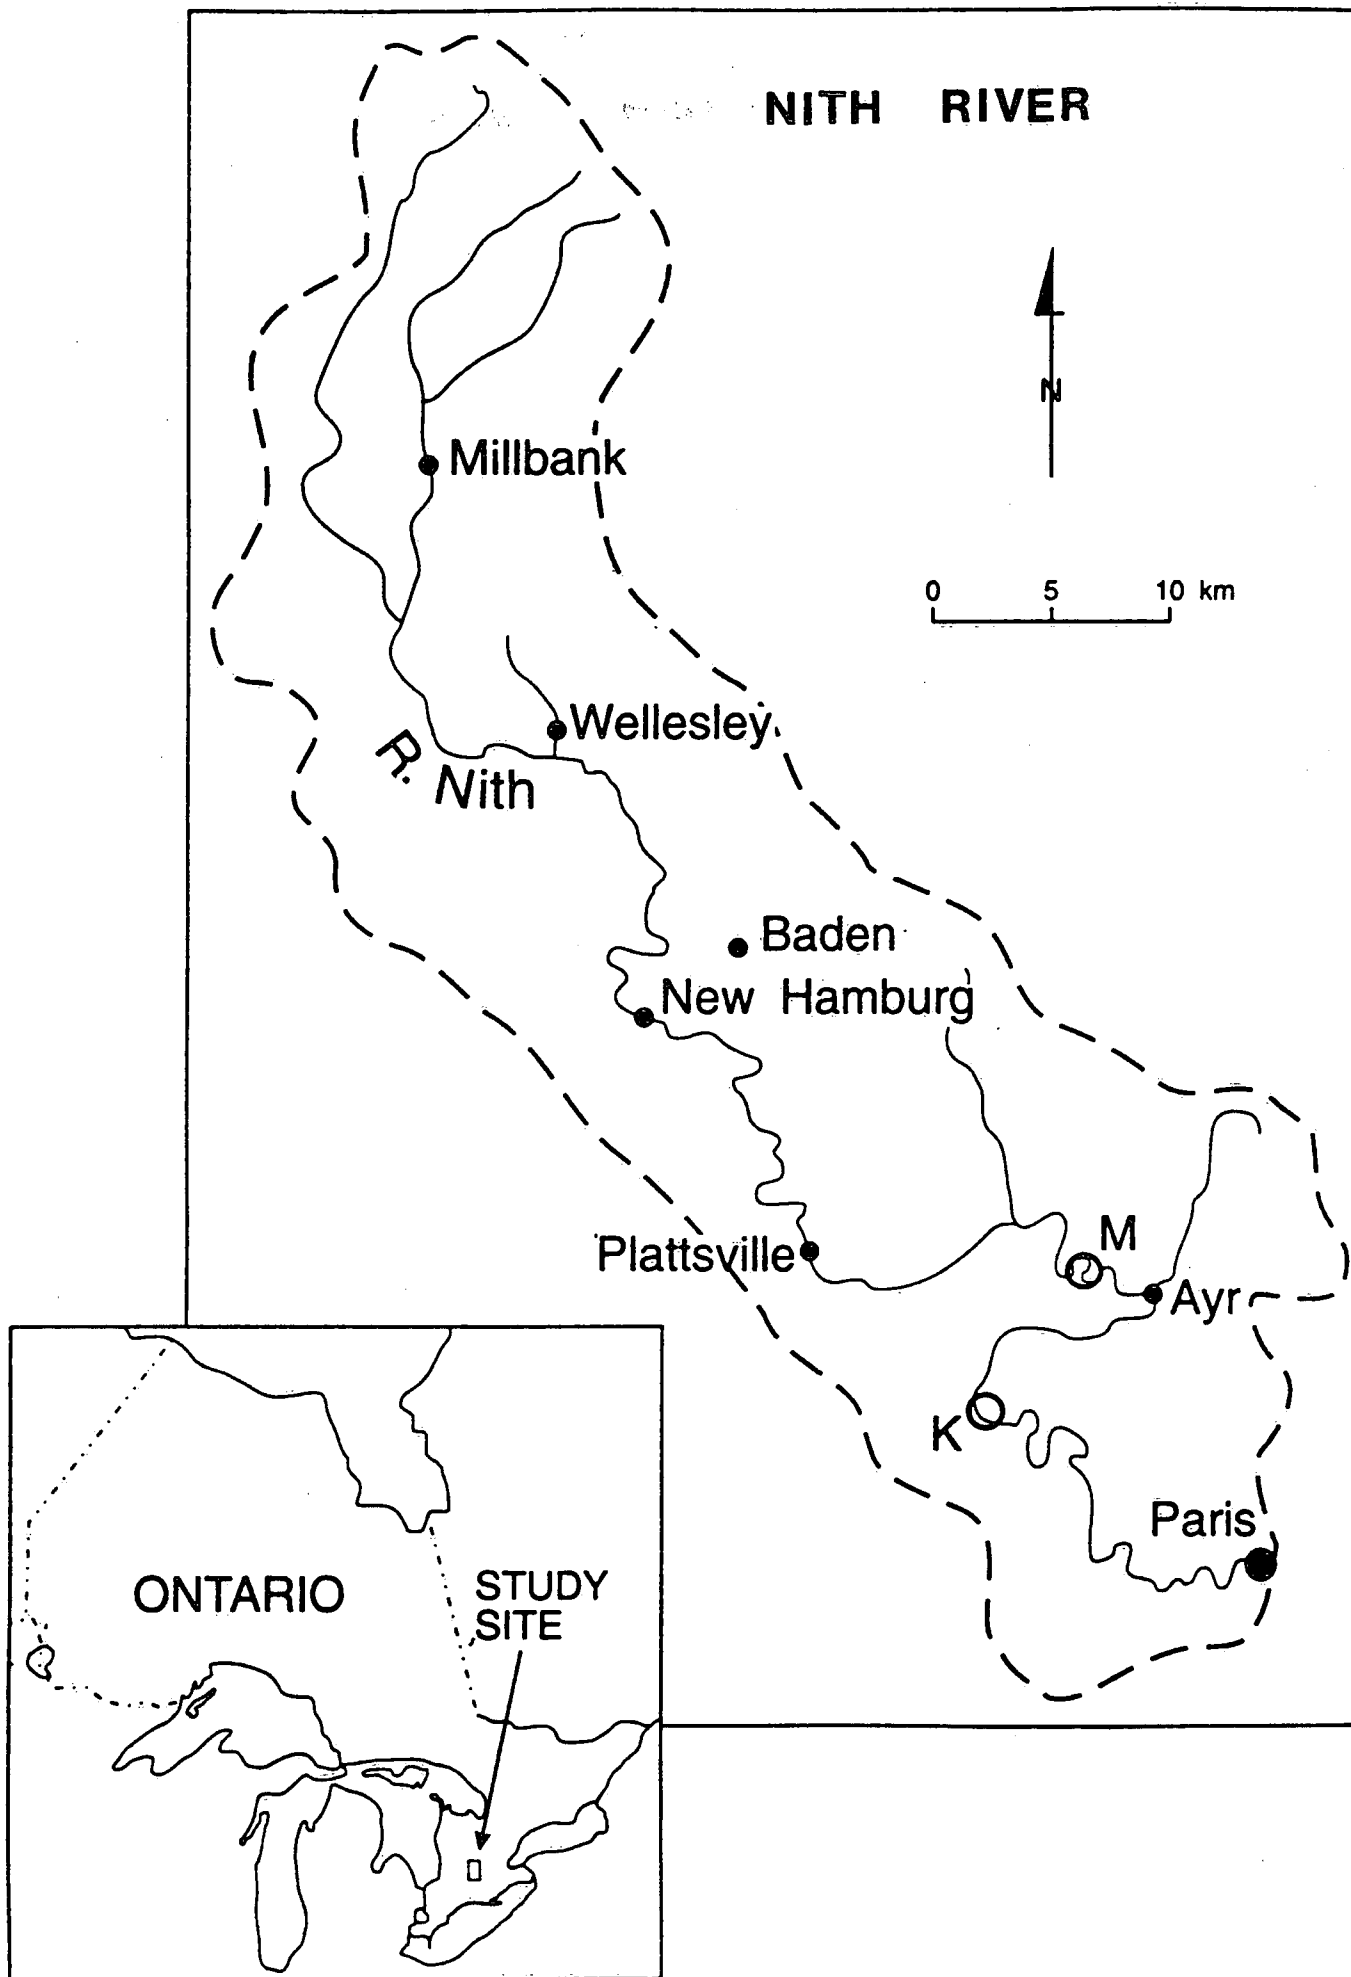 NITH RIVER
N
0 5 10 km
Millbank
Wellesley
R. Nith
Baden
New Hamburg
Plattsville
M
Ayr
K
Paris
ONTARIO
STUDY
SITE